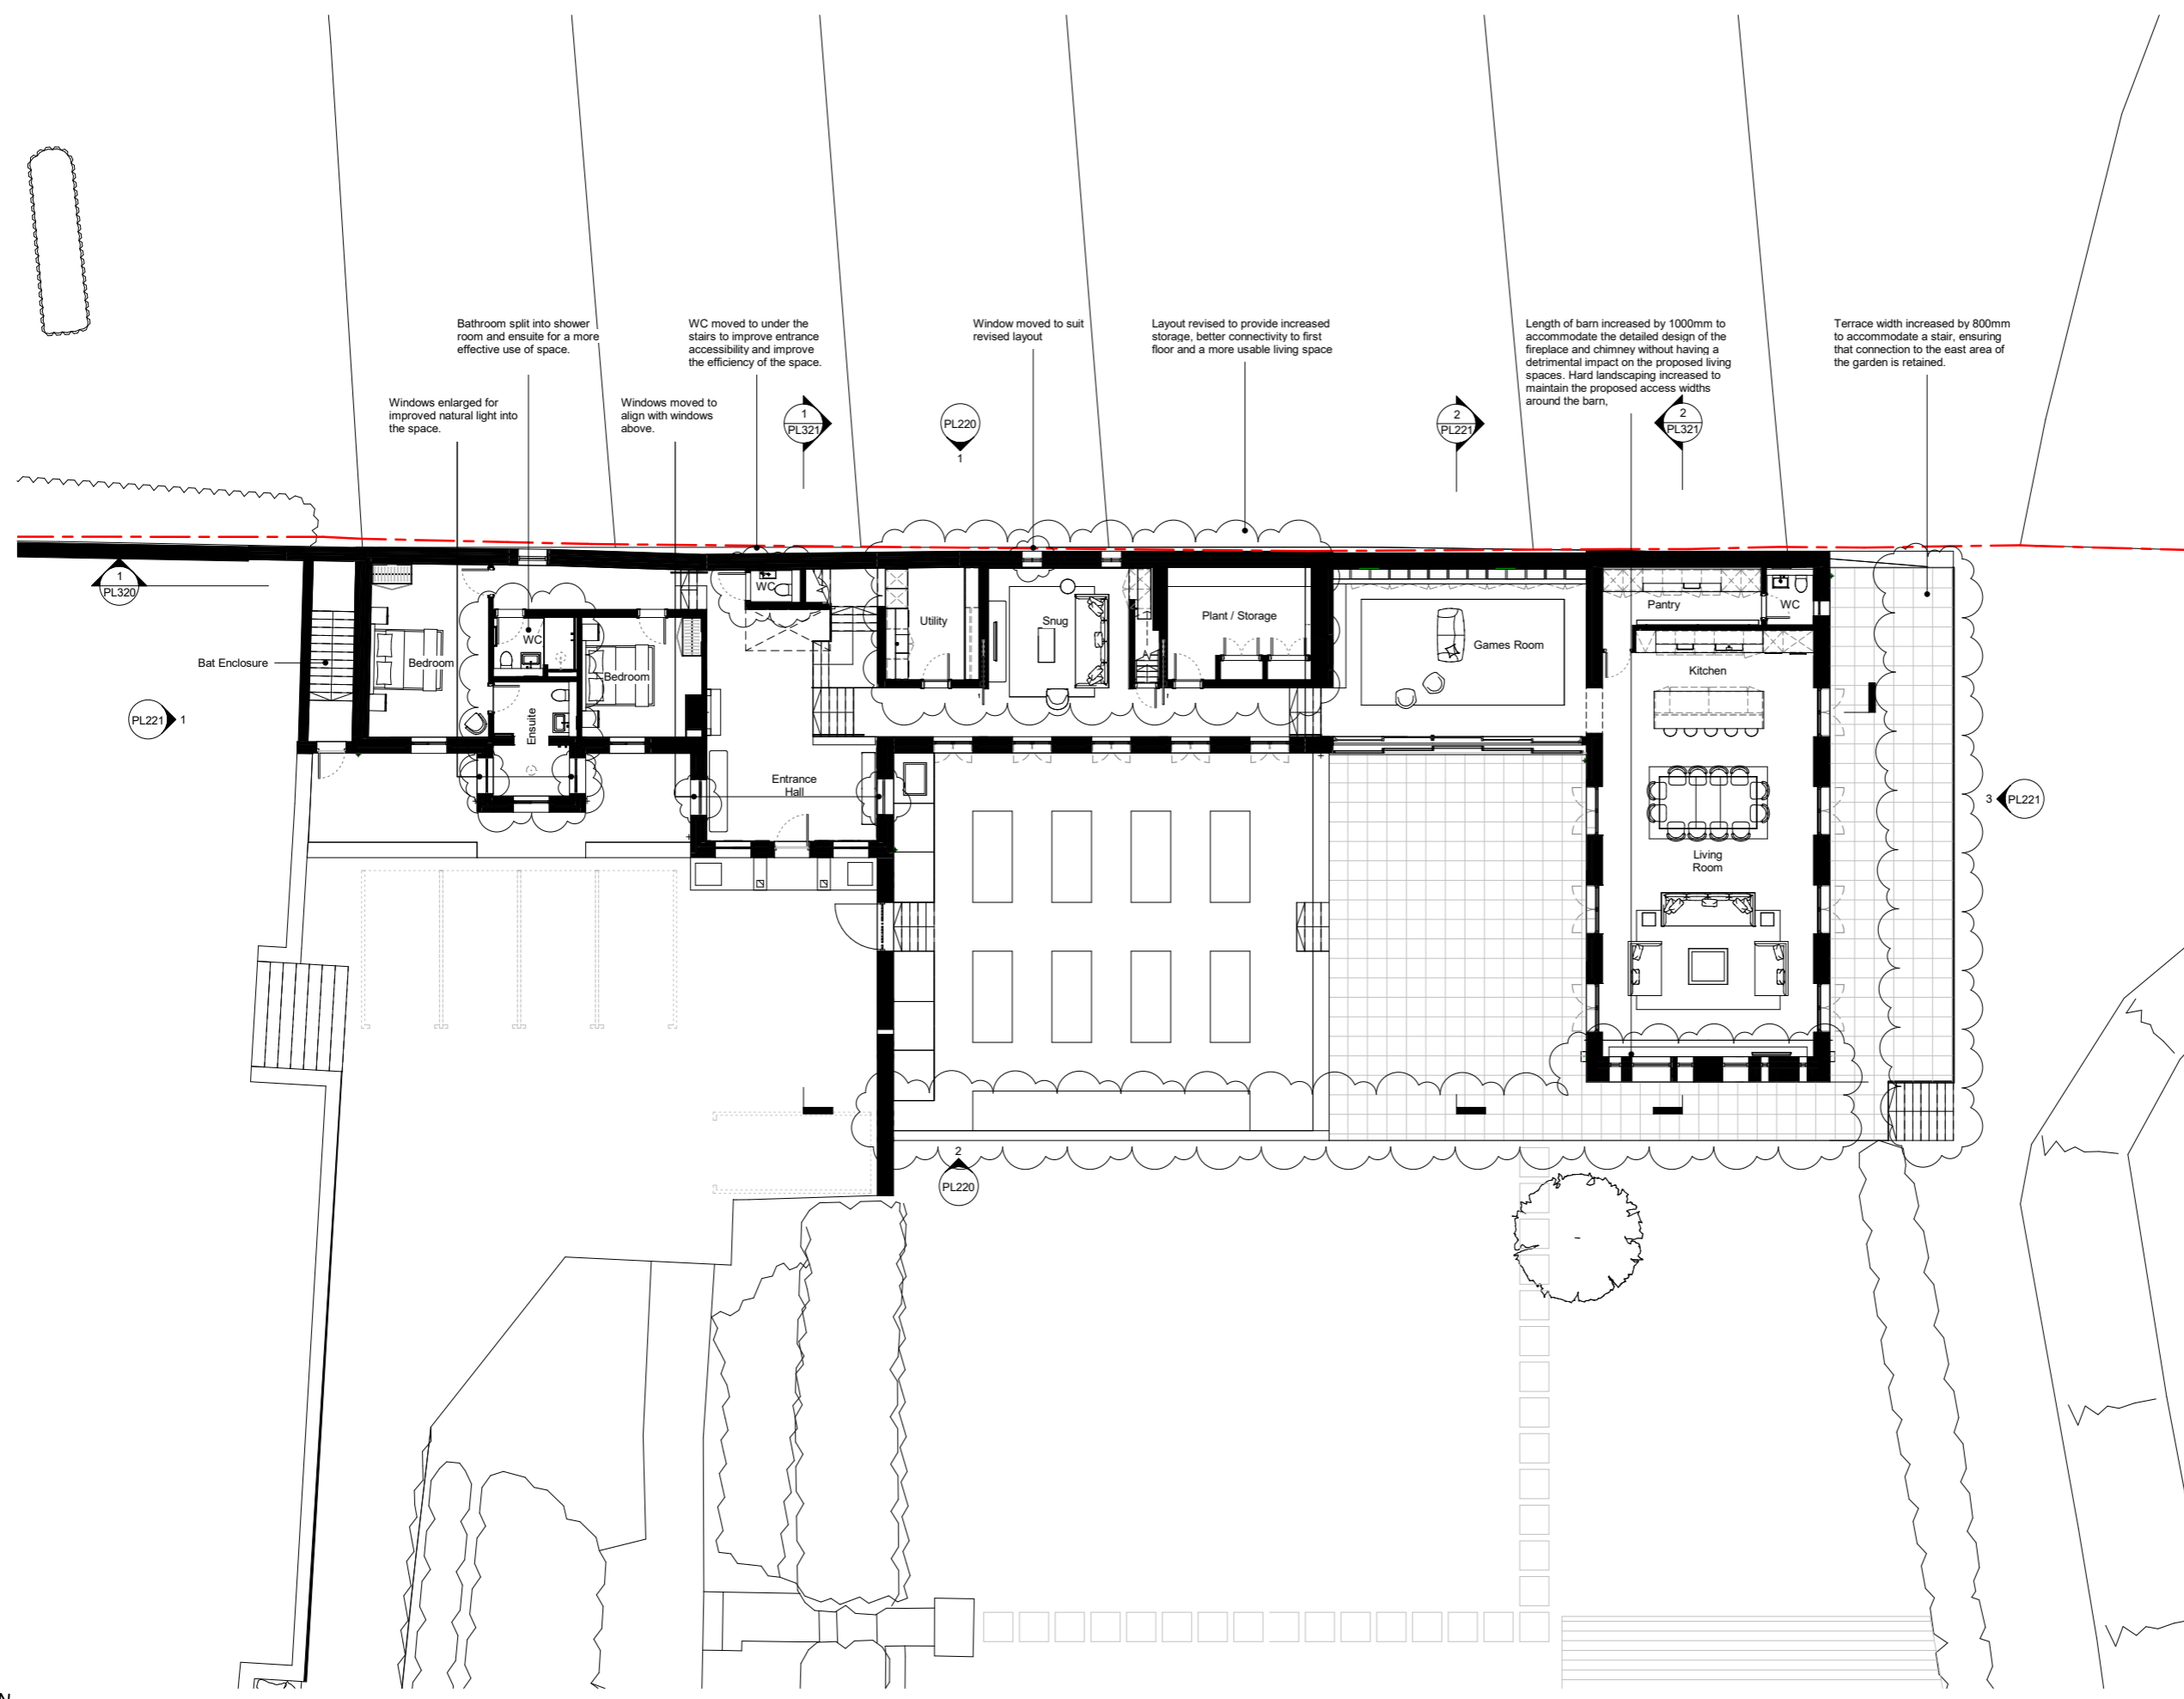 Bathroom split into shower
room and ensuite for a more
effective use of space.
WC moved to under the
stairs to improve entrance
accessibility and improve
the efficiency of the space.
Window moved to suit
revised layout
Layout revised to provide increased
storage, better connectivity to first
floor and a more usable living space
Length of barn increased by 1000mm to
accommodate the detailed design of the
fireplace and chimney without having a
detrimental impact on the proposed living
spaces. Hard landscaping increased to
maintain the proposed access widths
around the barn,
Terrace width increased by 800mm
to accommodate a stair, ensuring
that connection to the east area of
the garden is retained.
Windows enlarged for
improved natural light into
the space.
Windows moved to
align with windows
above.
1
PL321
PL220
1
2
PL221
2
PL321
1
PL320
WC
Utility
Snug
Plant / Storage
Games Room
Pantry
WC
WC
Bat Enclosure
Bedroom
Bedroom
Kitchen
PL221
1
Ensuite
Entrance
Hall
3
PL221
Living
Room
2
PL220
N